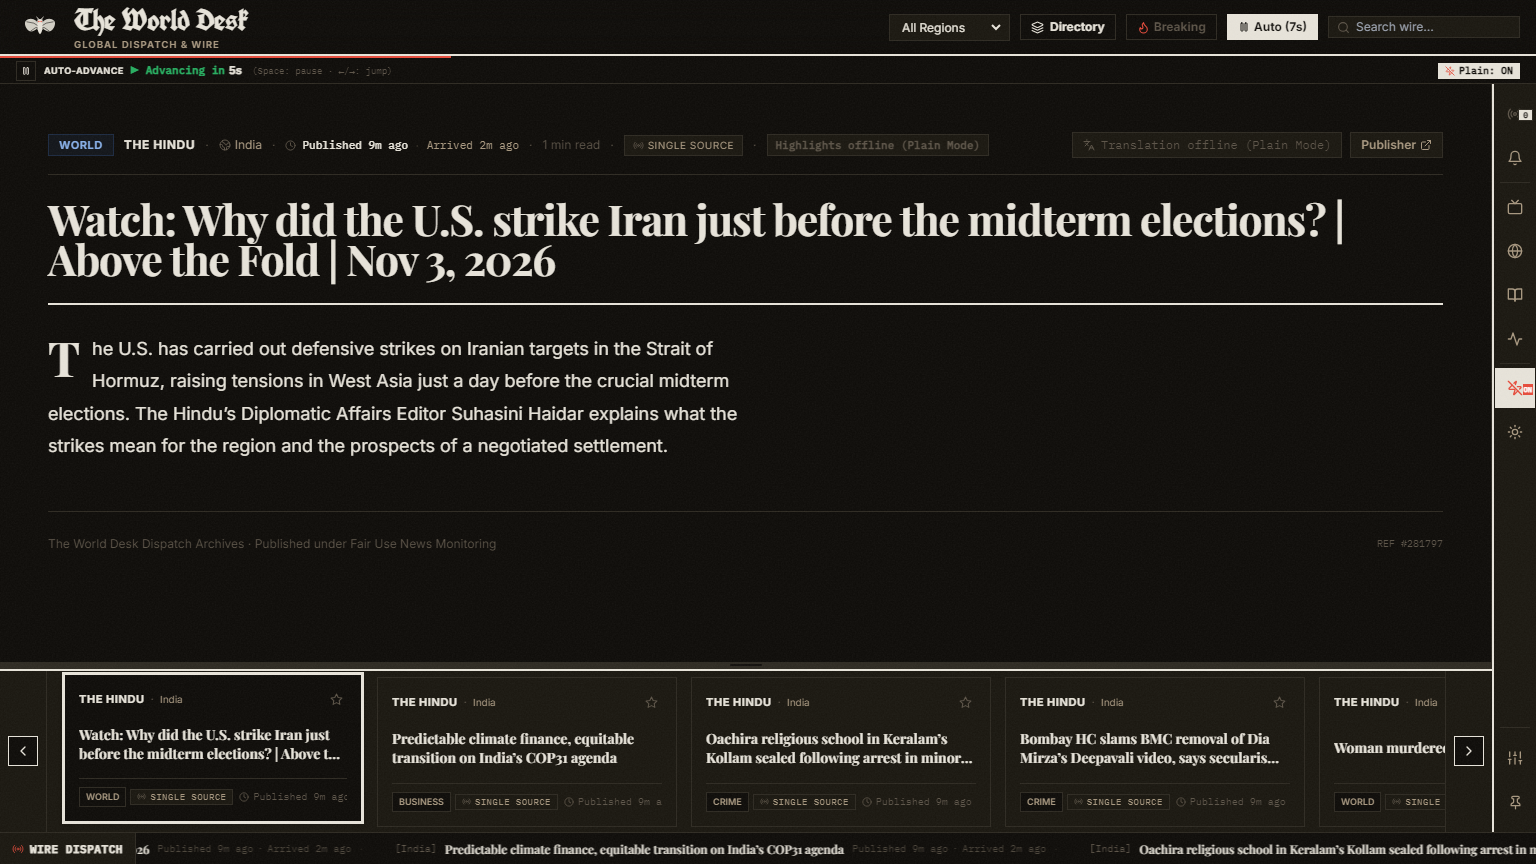 The World Desk
GLOBAL DISPATCH & WIRE
All Regions
Directory
Breaking
Auto (7s)
Search wire...
AUTO-ADVANCE ▶ Advancing in 5s (Space: pause · ←/→: jump)
Plain: ON
0
WORLD THE HINDU · India · Published 9m ago · Arrived 2m ago · 1 min read · SINGLE SOURCE · Highlights offline (Plain Mode)
Translation offline (Plain Mode)
Publisher
Watch: Why did the U.S. strike Iran just before the midterm elections? |
Above the Fold | Nov 3, 2026
The U.S. has carried out defensive strikes on Iranian targets in the Strait of
Hormuz, raising tensions in West Asia just a day before the crucial midterm
elections. The Hindu’s Diplomatic Affairs Editor Suhasini Haidar explains what the
strikes mean for the region and the prospects of a negotiated settlement.
The World Desk Dispatch Archives · Published under Fair Use News Monitoring
REF #281797
THE HINDU · India
Watch: Why did the U.S. strike Iran just
before the midterm elections? | Above t...
WORLD SINGLE SOURCE Published 9m ago
THE HINDU · India
Predictable climate finance, equitable
transition on India’s COP31 agenda
BUSINESS SINGLE SOURCE Published 9m a
THE HINDU · India
Oachira religious school in Keralam’s
Kollam sealed following arrest in minor...
CRIME SINGLE SOURCE Published 9m ago
THE HINDU · India
Bombay HC slams BMC removal of Dia
Mirza’s Deepavali video, says secularis...
CRIME SINGLE SOURCE Published 9m ago
THE HINDU · India
Woman murdered
WORLD SINGLE
WIRE DISPATCH
26 Published 9m ago · Arrived 2m ago · [India] Predictable climate finance, equitable transition on India’s COP31 agenda Published 9m ago · Arrived 2m ago · [India] Oachira religious school in Keralam’s Kollam sealed following arrest in m